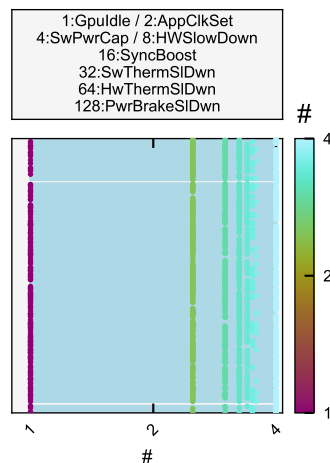 1:GpuIdle / 2:AppClkSet
4:SwPwrCap / 8:HWSlowDown
16:SyncBoost
32:SwThermSlDwn
64:HwThermSlDwn
128:PwrBrakeSlDwn
#
4
2
1
1
2
4
#